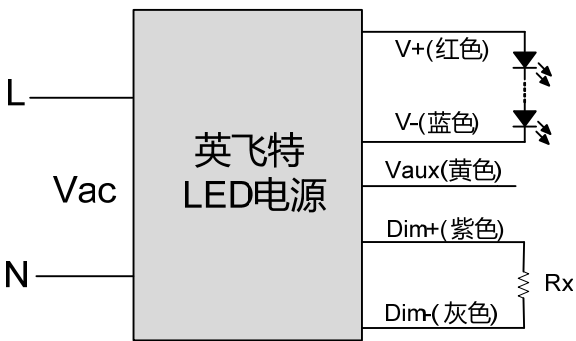 L
Vac
N
英飞特
LED电源
V+(红色)
V-(蓝色)
Vaux(黄色)
Dim+(紫色)
Rx
Dim-(灰色)